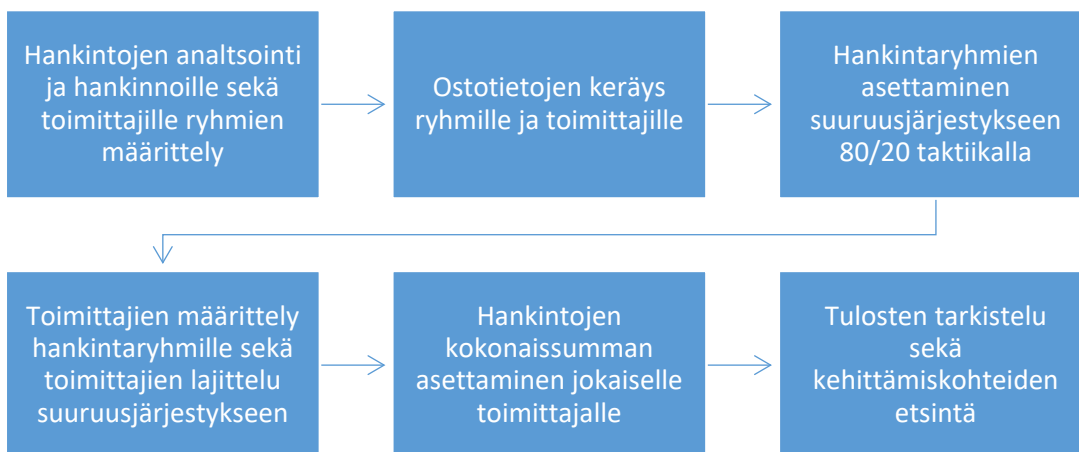 Hankintojen analtsointi
ja hankinnoille sekä
toimittajille ryhmien
määrittely
Ostotietojen keräys
ryhmille ja toimittajille
Hankintaryhmien
asettaminen
suuruusjärjestykseen
80/20 taktiikalla
Toimittajien määrittely
hankintaryhmille sekä
toimittajien lajittelu
suuruusjärjestykseen
Hankintojen
kokonaissumman
asettaminen jokaiselle
toimittajalle
Tulosten tarkistelu
sekä
kehittämiskohteiden
etsintä